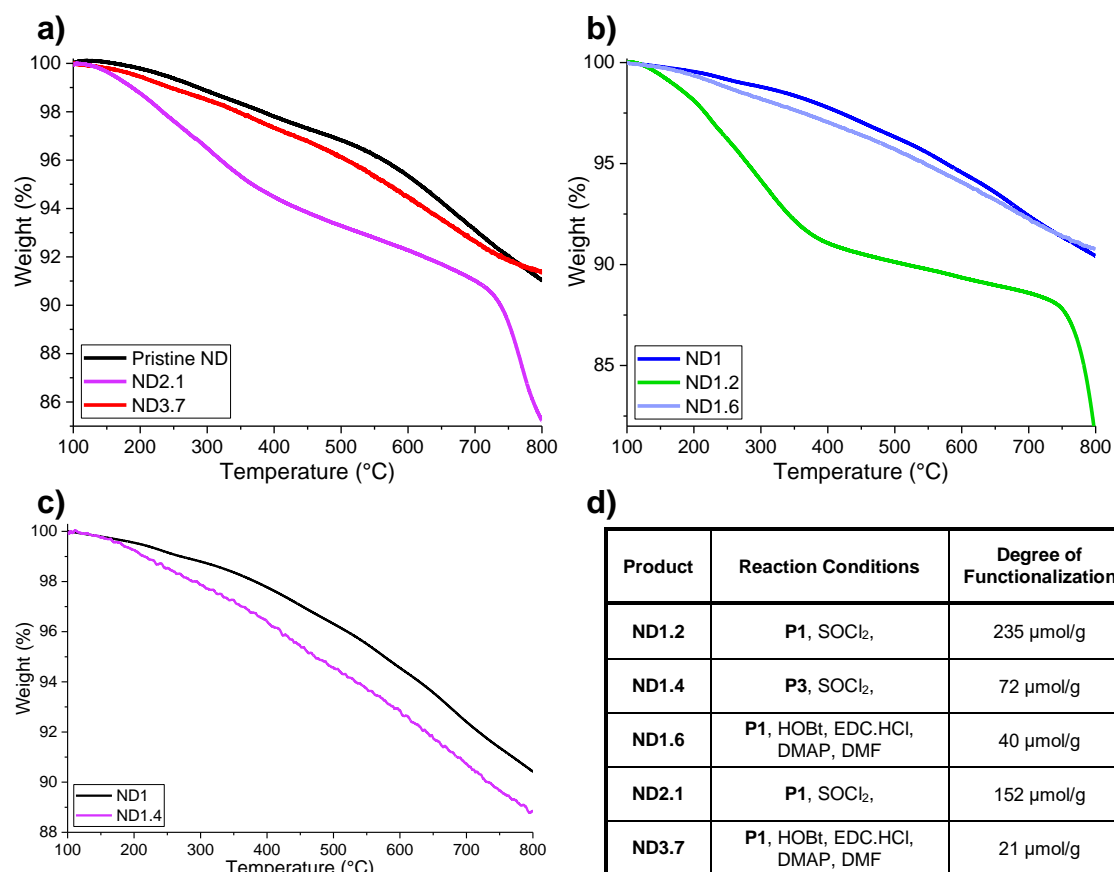 a)
100
98
96
94
92
90
88
86
Weight (%)
Pristine ND
ND2.1
ND3.7
100 200 300 400 500 600 700 800
Temperature (°C)
b)
100
95
90
85
Weight (%)
ND1
ND1.2
ND1.6
100 200 300 400 500 600 700 800
Temperature (°C)
c)
100
98
96
94
92
90
88
Weight (%)
ND1
ND1.4
100 200 300 400 500 600 700 800
Temperature (°C)
d)
Product Reaction Conditions Degree of
Functionalization
ND1.2 P1, SOCl₂, 235 µmol/g
ND1.4 P3, SOCl₂, 72 µmol/g
ND1.6 P1, HOBt, EDC.HCl,
DMAP, DMF 40 µmol/g
ND2.1 P1, SOCl₂, 152 µmol/g
ND3.7 P1, HOBt, EDC.HCl,
DMAP, DMF 21 µmol/g